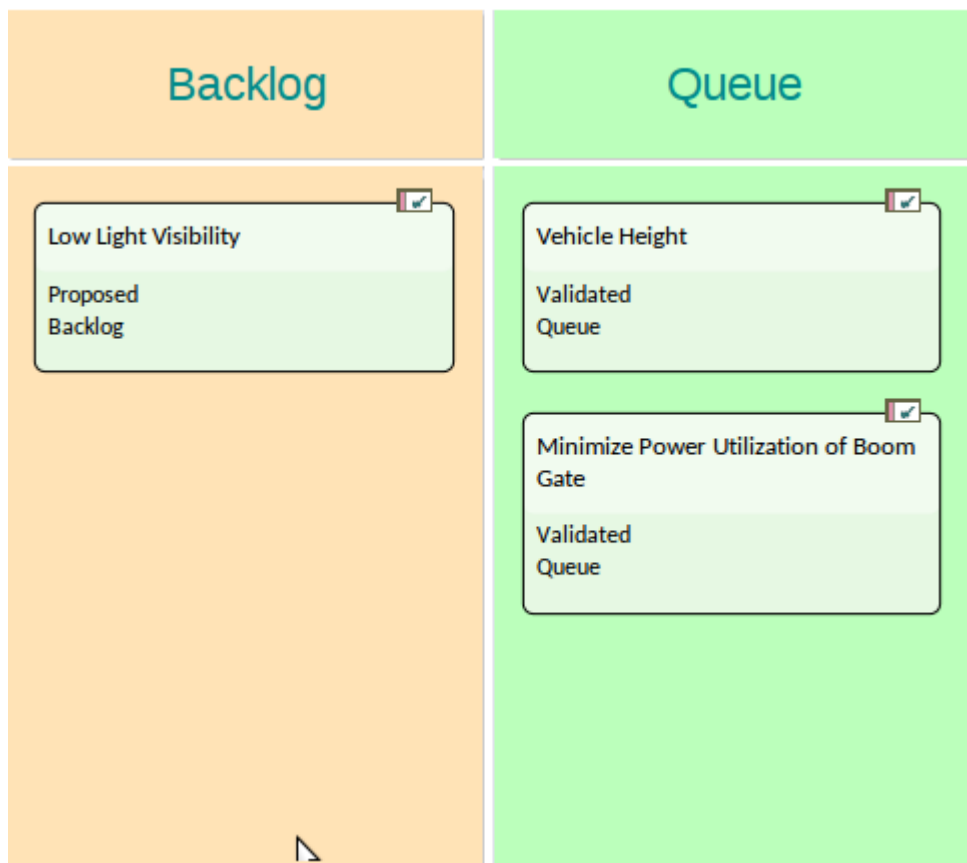 Backlog
Queue
Low Light Visibility
Proposed
Backlog
Vehicle Height
Validated
Queue
Minimize Power Utilization of Boom
Gate
Validated
Queue